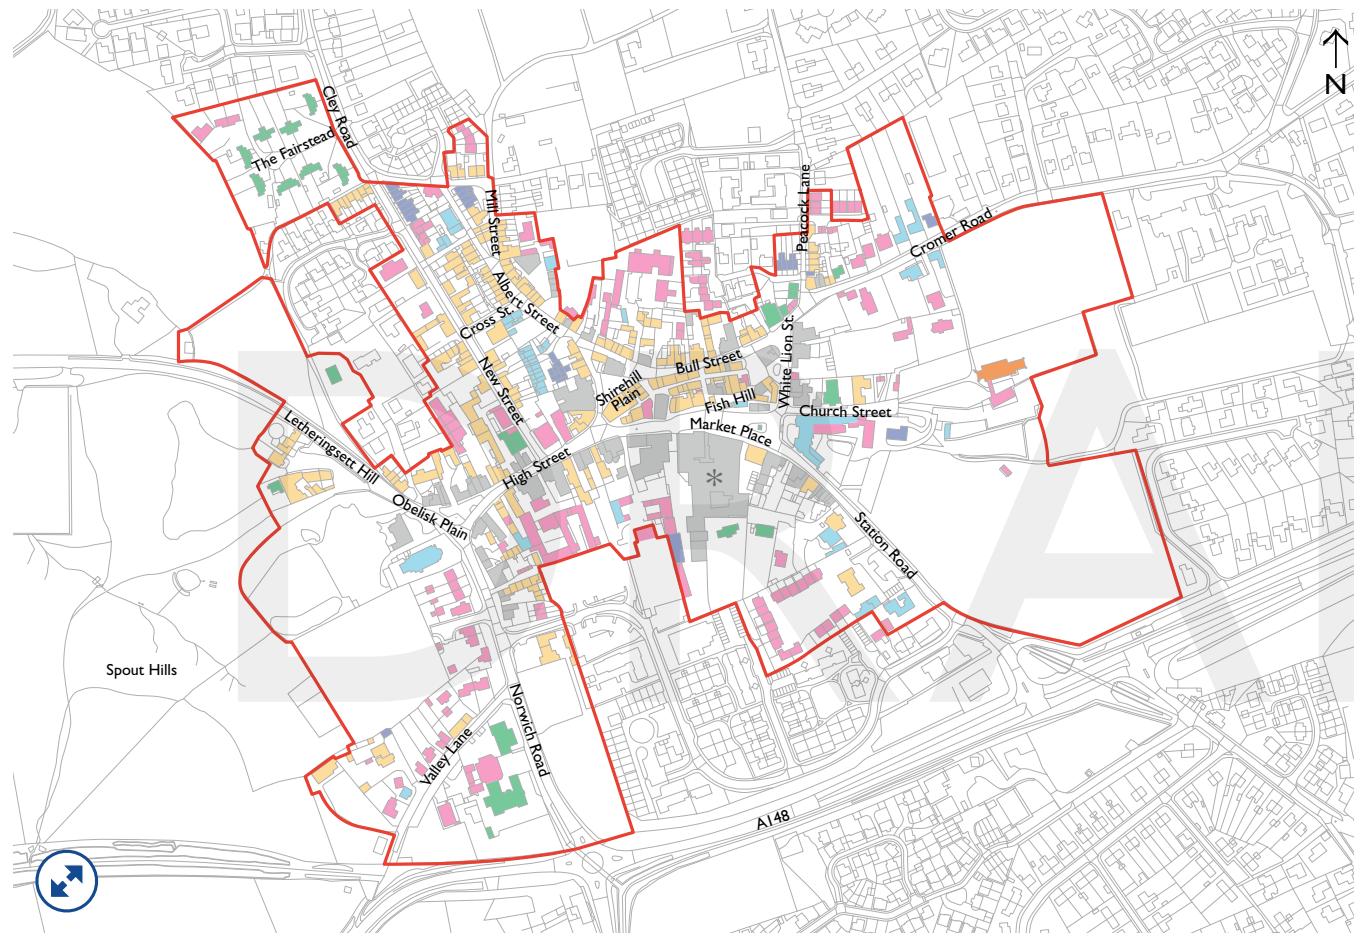 N
Cley Road
The Fairstead
Mill Street
Peacock Lane
Cromer Road
Albert Street
Cross St.
White Lion St.
Bull Street
New Street
Shirehill
Plain
Fish Hill
Church Street
Market Place
Letheringsett Hill
High Street
*
Obelisk Plain
Station Road
Spout Hills
Norwich Road
Valley Lane
A148
DRA